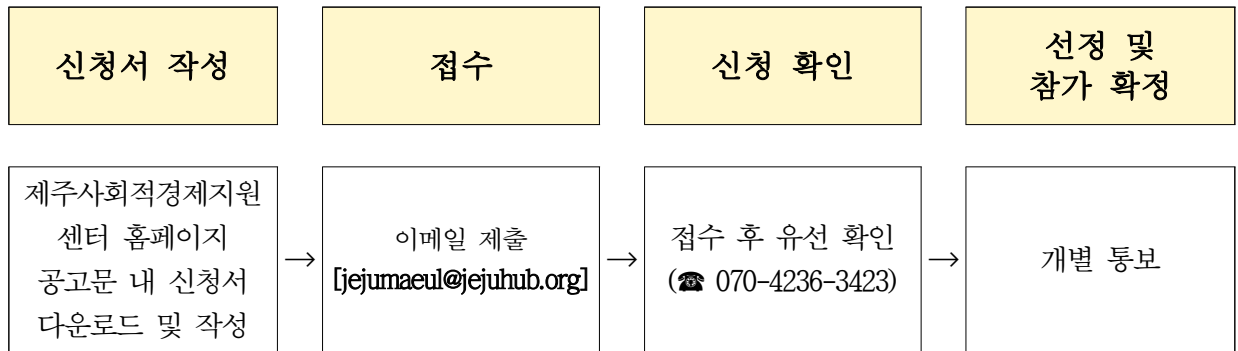 신청서 작성
접수
신청 확인
선정 및
참가 확정
제주사회적경제지원
센터 홈페이지
공고문 내 신청서
다운로드 및 작성
→
이메일 제출
[jejumaeul@jejuhub.org]
→
접수 후 유선 확인
(☎ 070-4236-3423)
→
개별 통보